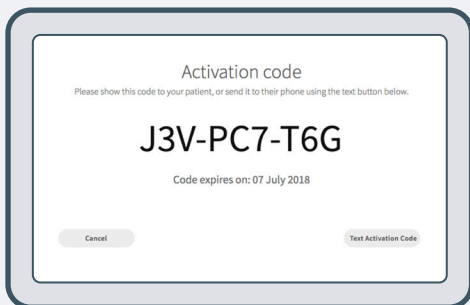 Activation code
Please show this code to your patient, or send it to their phone using the text button below.
J3V-PC7-T6G
Code expires on: 07 July 2018
Cancel
Text Activation Code